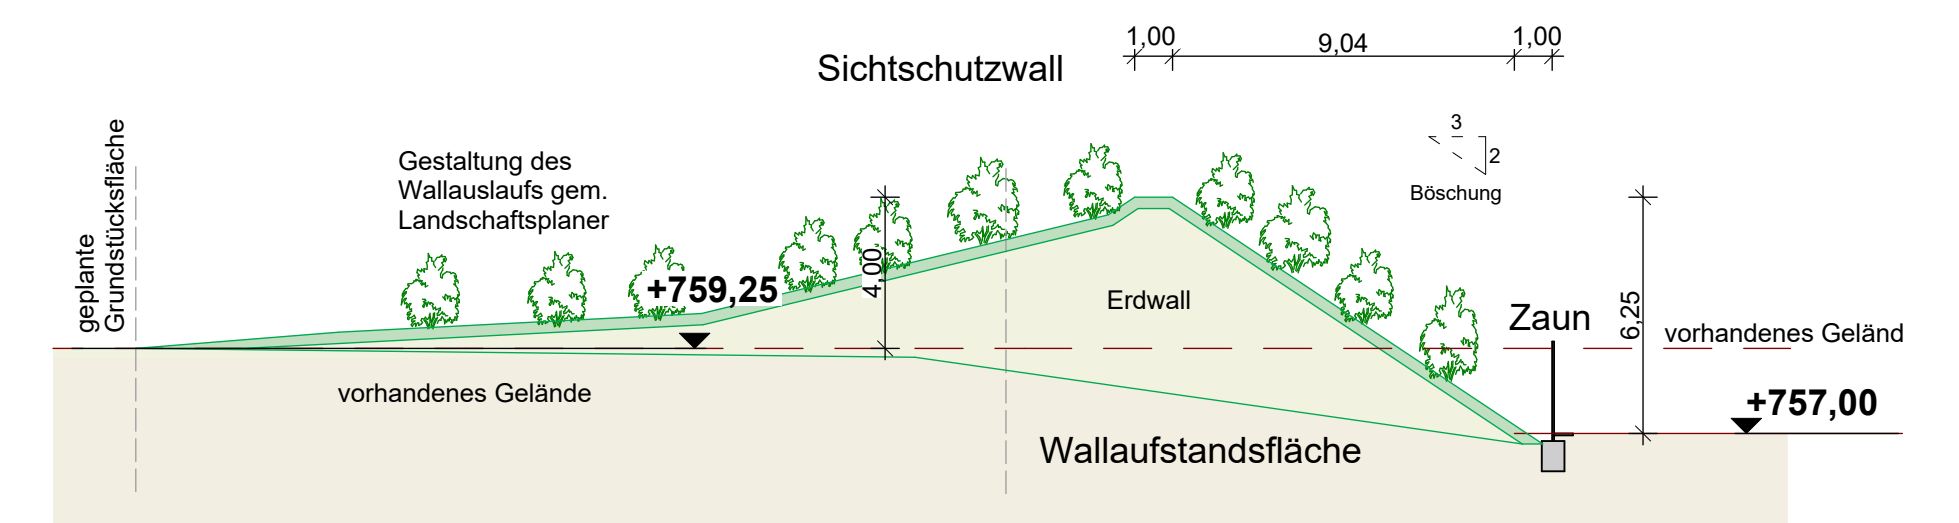 1,00
9,04
1,00
Sichtschutzwall
geplante
Grundstücksfläche
Gestaltung des
Wallauslaufs gem.
Landschaftsplaner
3
2
Böschung
+759,25
4,00
Erdwall
Zaun
6,25
vorhandenes Geländ
vorhandenes Gelände
+757,00
Wallaufstandsfläche